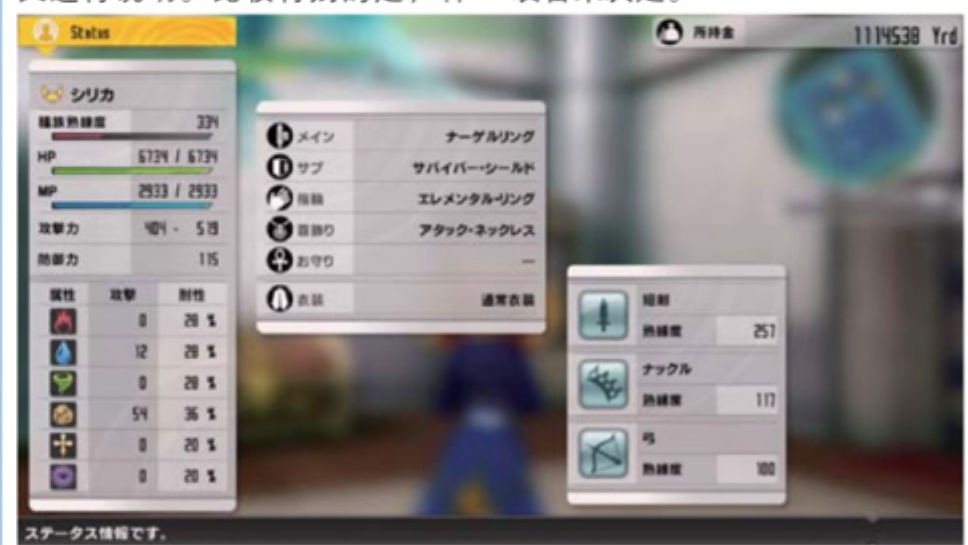 Status
所持金 1114538 Yrd
シリカ
種族熟練度 334
HP 6734 / 6734
MP 2933 / 2933
攻撃力 404 - 519
防御力 115
属性 攻撃 耐性
0 28 %
12 28 %
0 28 %
54 36 %
0 20 %
0 20 %
メイン ナーゲルリング
サブ サバイバー・シールド
指輪 エレメンタル・リング
首飾り アタック・ネックレス
お守り —
衣装 通常衣装
短剣
熟練度 257
ナックル
熟練度 117
弓
熟練度 100
ステータス情報です。